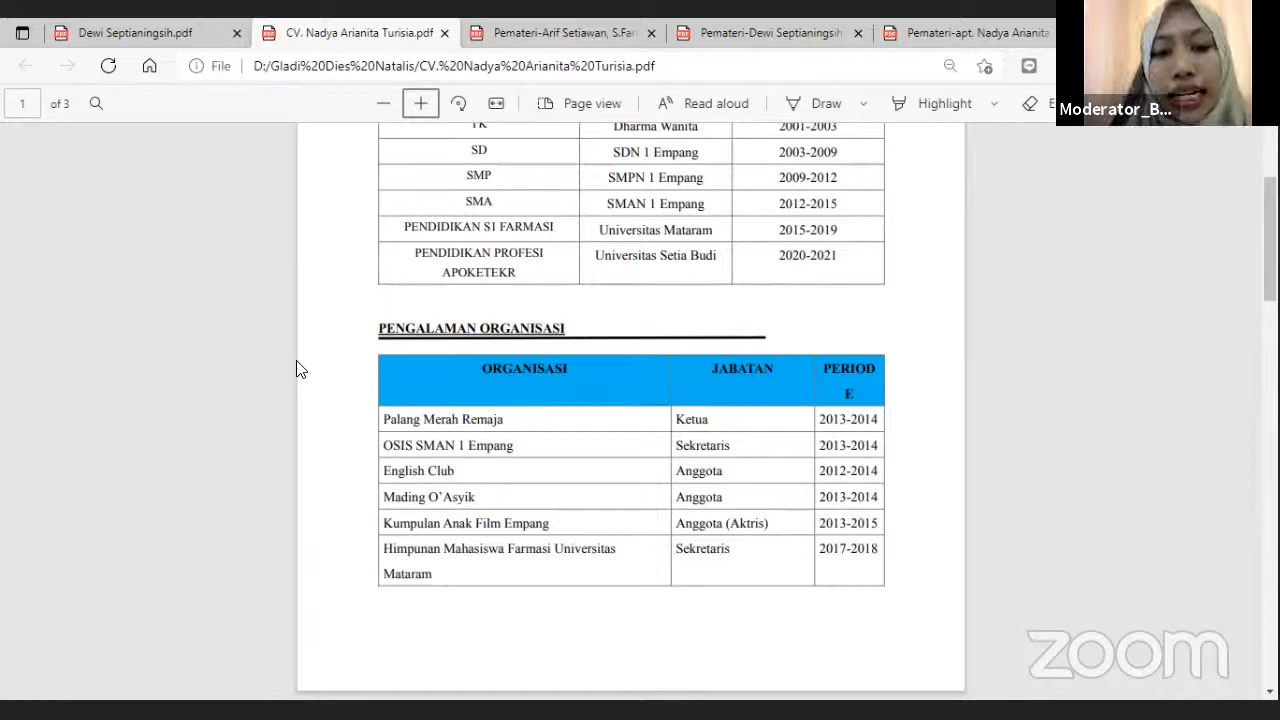 Dewi Septianingsih.pdf
CV. Nadya Arianita Turisia.pdf
Pemateri-Arif Setiawan, S.Far
Pemateri-Dewi Septianingsih
Pemateri-apt. Nadya Arianita
File D:/Gladi%20Dies%20Natalis/CV.%20Nadya%20Arianita%20Turisia.pdf
1 of 3 Page view Read aloud Draw Highlight E
Moderator_B...
TK Dharma Wanita 2001-2003
SD SDN 1 Empang 2003-2009
SMP SMPN 1 Empang 2009-2012
SMA SMAN 1 Empang 2012-2015
PENDIDIKAN S1 FARMASI Universitas Mataram 2015-2019
PENDIDIKAN PROFESI Universitas Setia Budi 2020-2021
APOKETEKR
PENGALAMAN ORGANISASI
ORGANISASI JABATAN PERIOD
E
Palang Merah Remaja Ketua 2013-2014
OSIS SMAN 1 Empang Sekretaris 2013-2014
English Club Anggota 2012-2014
Mading O'Asyik Anggota 2013-2014
Kumpulan Anak Film Empang Anggota (Aktris) 2013-2015
Himpunan Mahasiswa Farmasi Universitas Sekretaris 2017-2018
Mataram
zoom